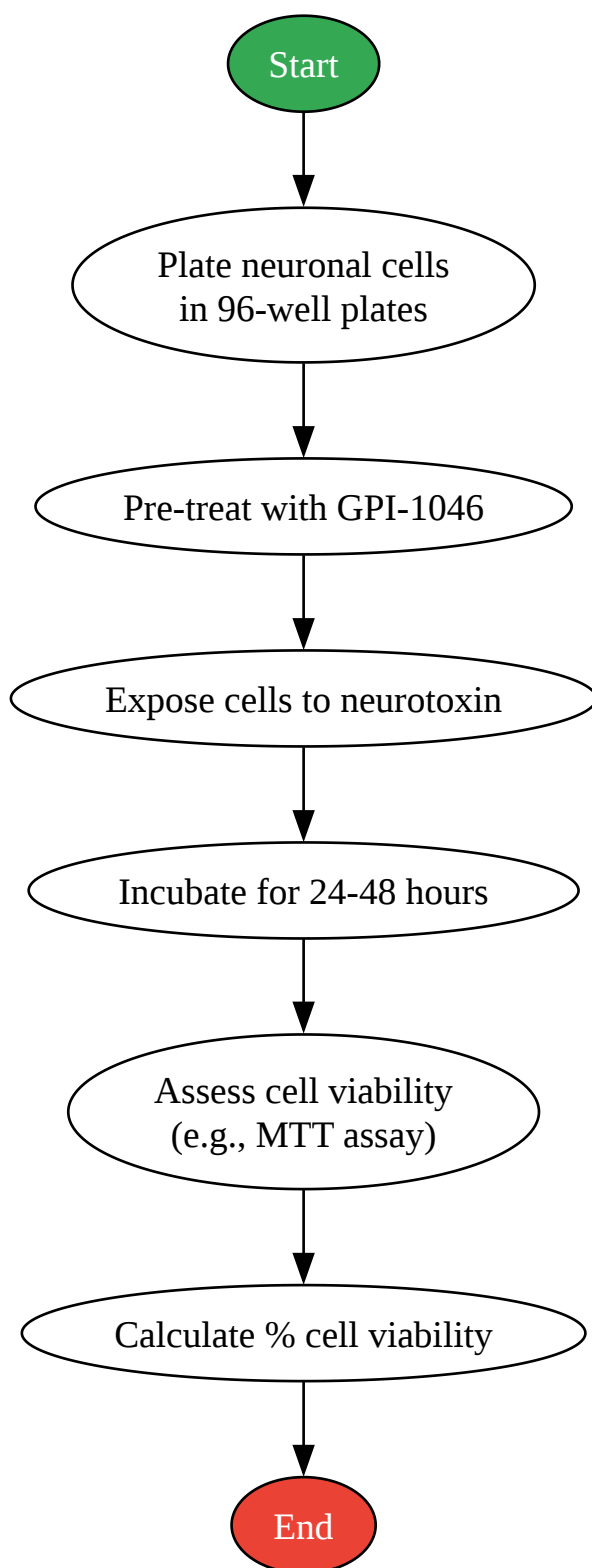 Start
Plate neuronal cells
in 96-well plates
Pre-treat with GPI-1046
Expose cells to neurotoxin
Incubate for 24-48 hours
Assess cell viability
(e.g., MTT assay)
Calculate % cell viability
End